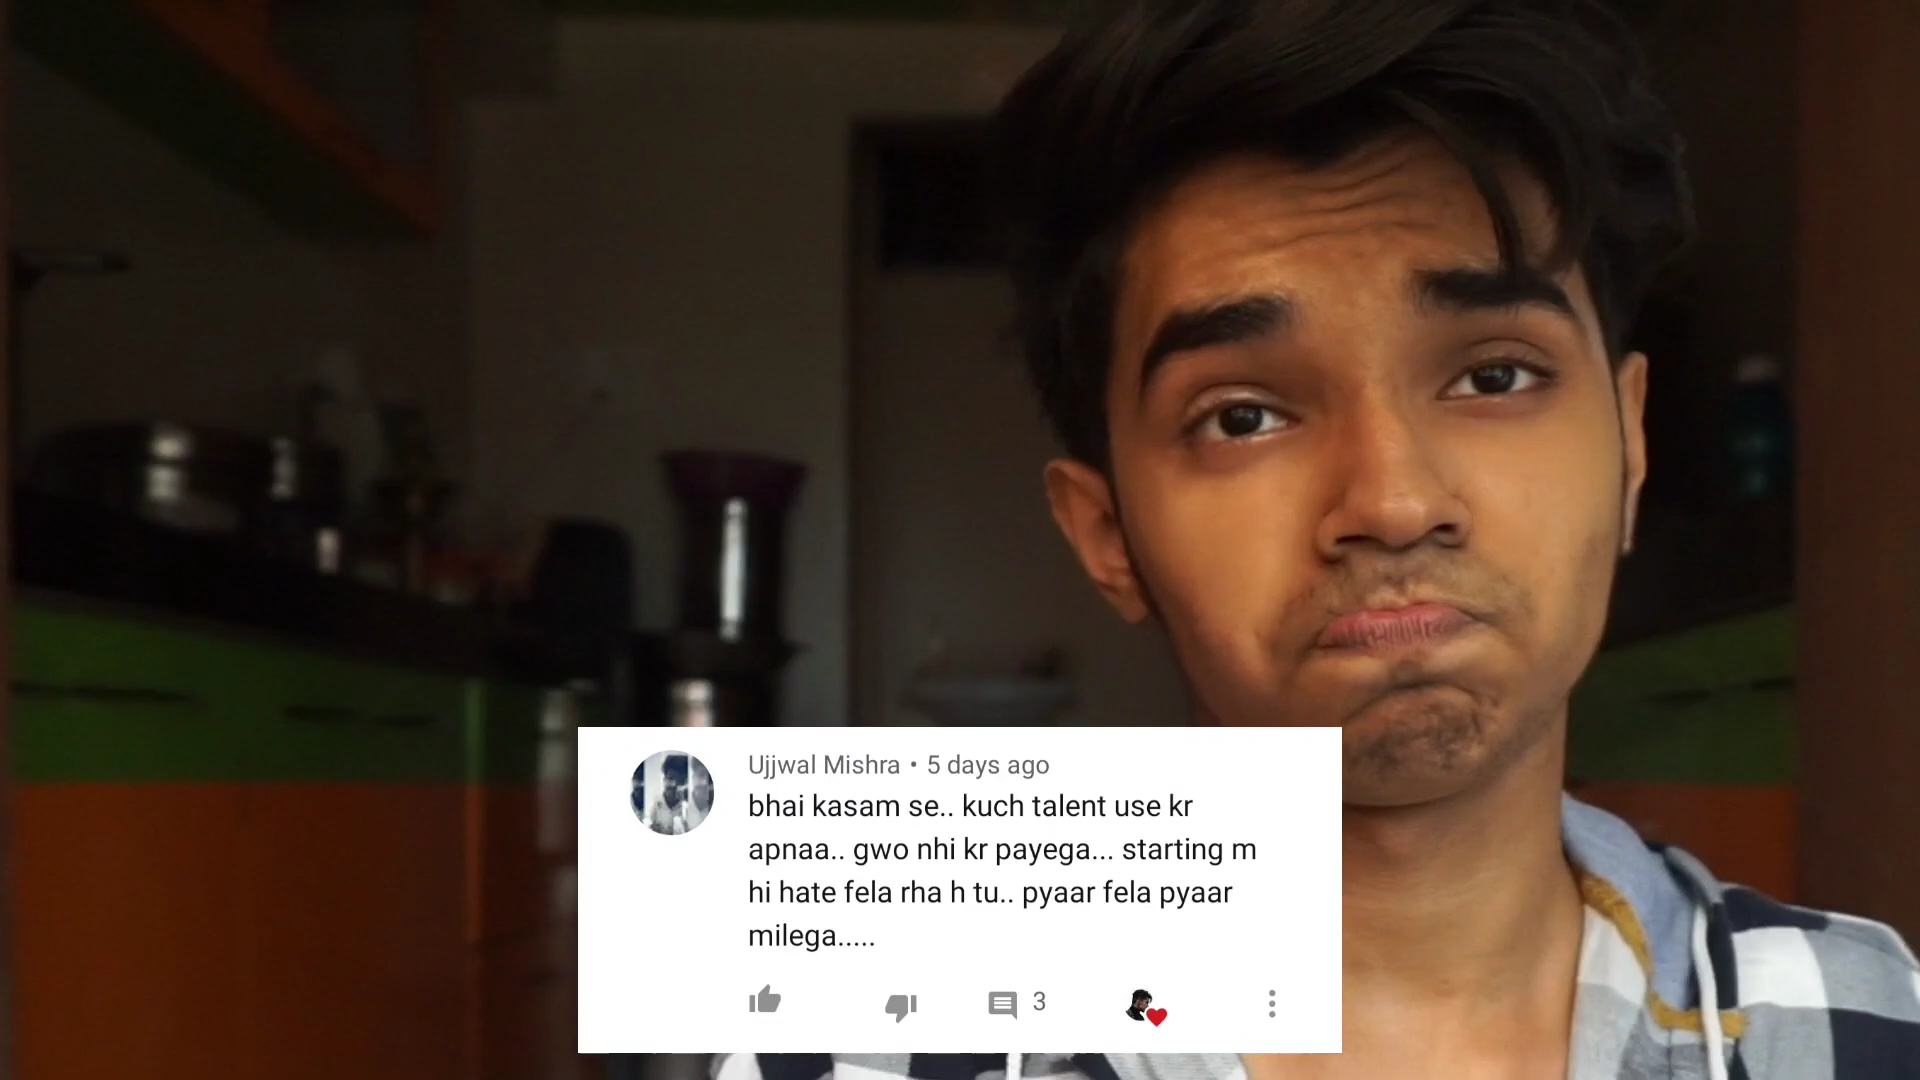 Ujjwal Mishra • 5 days ago
bhai kasam se.. kuch talent use kr
apnaa.. gwo nhi kr payega... starting m
hi hate fela rha h tu.. pyaar fela pyaar
milega.....
3